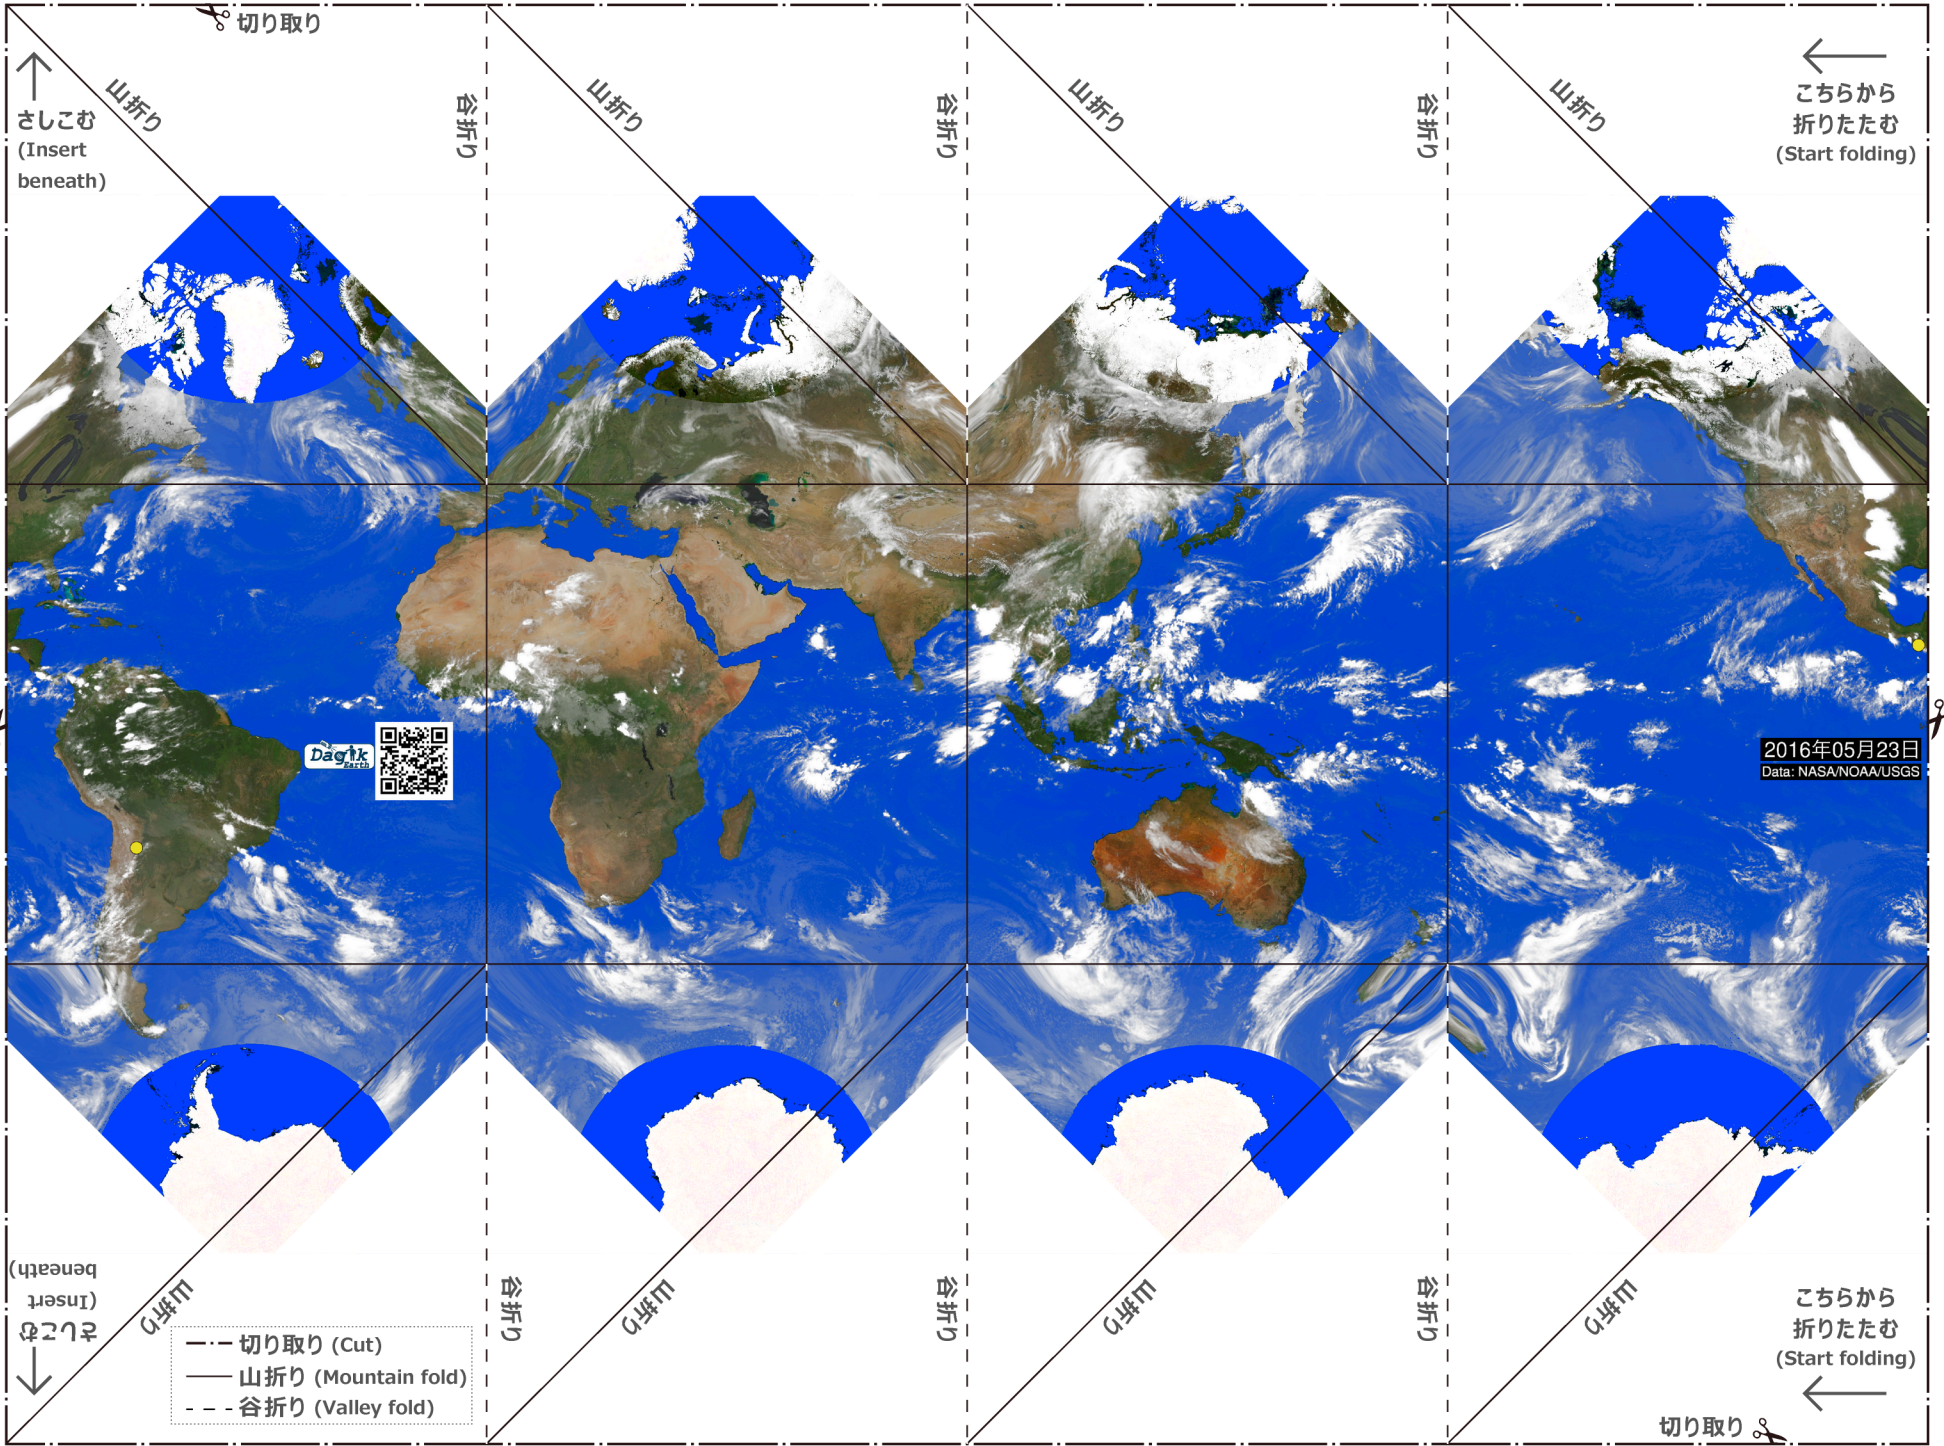 切り取り
さしこむ
(Insert
beneath)
山折り
谷折り
山折り
谷折り
山折り
谷折り
山折り
こちらから
折りたたむ
(Start folding)
Dagik
Earth
2016年05月23日
Data: NASA/NOAA/USGS
さしこむ
(Insert
beneath)
山折り
谷折り
山折り
谷折り
山折り
谷折り
山折り
こちらから
折りたたむ
(Start folding)
切り取り (Cut)
山折り (Mountain fold)
谷折り (Valley fold)
切り取り